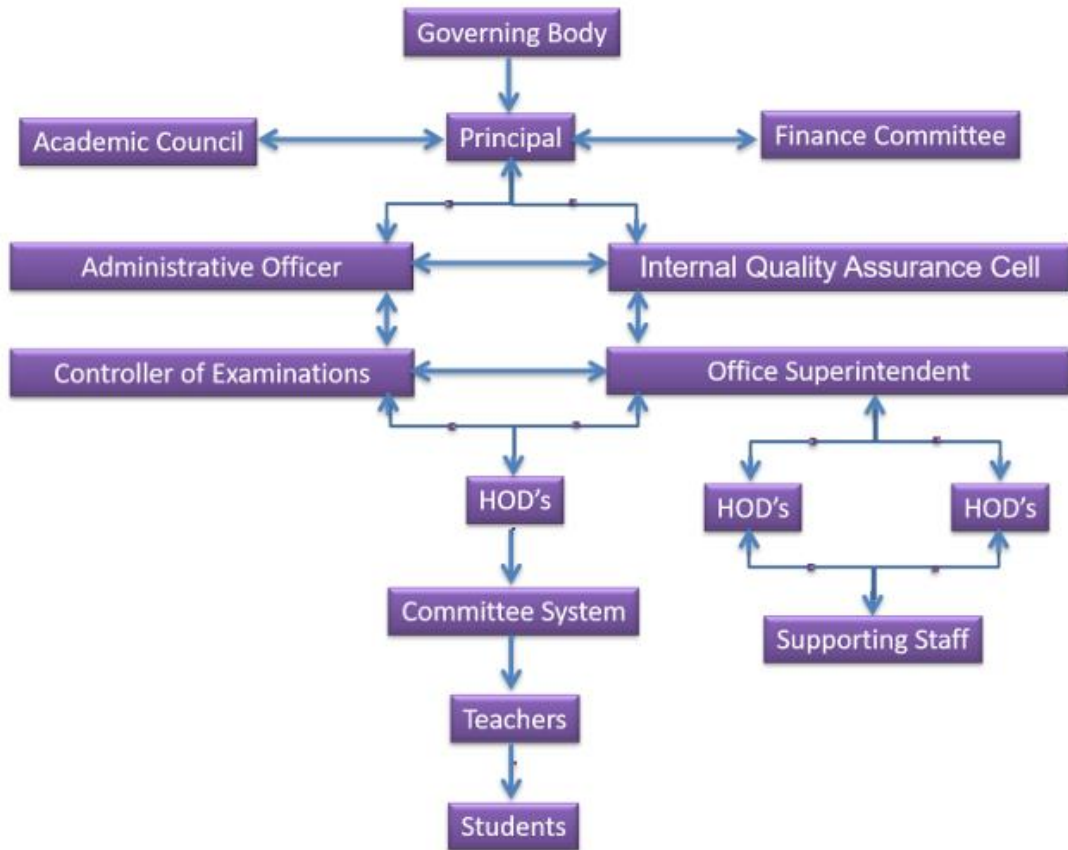 Governing Body
Academic Council
Principal
Finance Committee
Administrative Officer
Internal Quality Assurance Cell
Controller of Examinations
Office Superintendent
HOD’s
HOD’s
HOD’s
Committee System
Supporting Staff
Teachers
Students